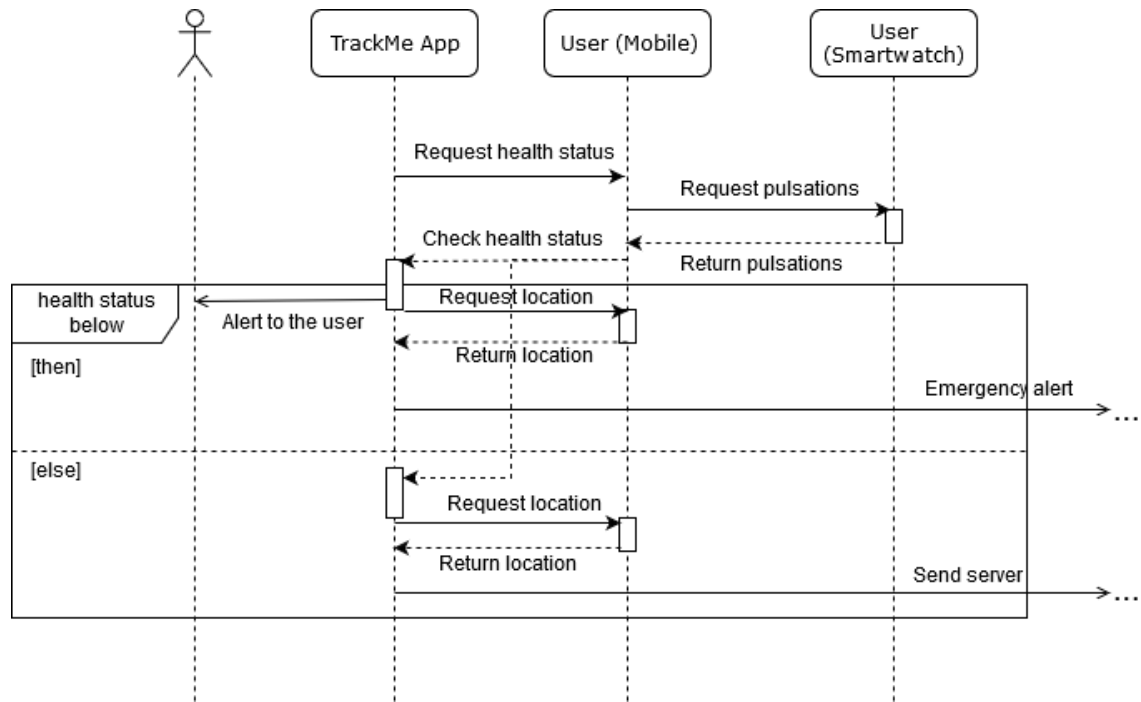 TrackMe App
User (Mobile)
User
(Smartwatch)
Request health status
Request pulsations
Check health status
Return pulsations
health status
below
Request location
Alert to the user
Return location
[then]
Emergency alert
...
[else]
Request location
Return location
Send server
...